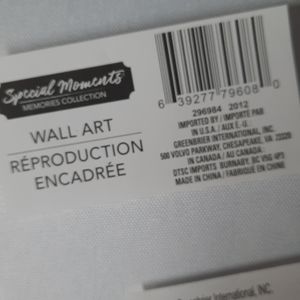 Special Moments
MEMORIES COLLECTION
WALL ART
RÉPRODUCTION
ENCADRÉE
6 39277 79608 0
296984 2012
IMPORTED BY / IMPORTÉ PAR
IN U.S.A. / AUX É.-U.
GREENBRIER INTERNATIONAL, INC.
500 VOLVO PARKWAY, CHESAPEAKE, VA 23320
IN CANADA / AU CANADA
DTSC IMPORTS, BURNABY, BC V5G 4P3
MADE IN CHINA / FABRIQUÉ EN CHINE
International, INC.